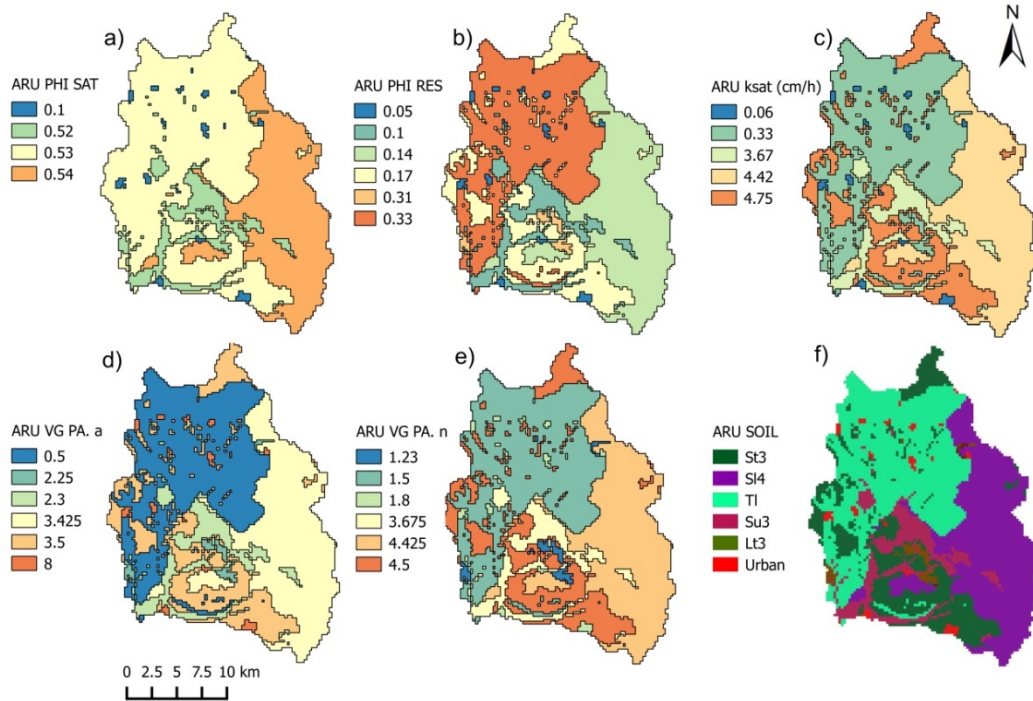 a)
ARU PHI SAT
0.1
0.52
0.53
0.54
b)
ARU PHI RES
0.05
0.1
0.14
0.17
0.31
0.33
c)
N
ARU ksat (cm/h)
0.06
0.33
3.67
4.42
4.75
d)
ARU VG PA. a
0.5
2.25
2.3
3.425
3.5
8
e)
ARU VG PA. n
1.23
1.5
1.8
3.675
4.425
4.5
f)
ARU SOIL
St3
Sl4
Tl
Su3
Lt3
Urban
0 2.5 5 7.5 10 km